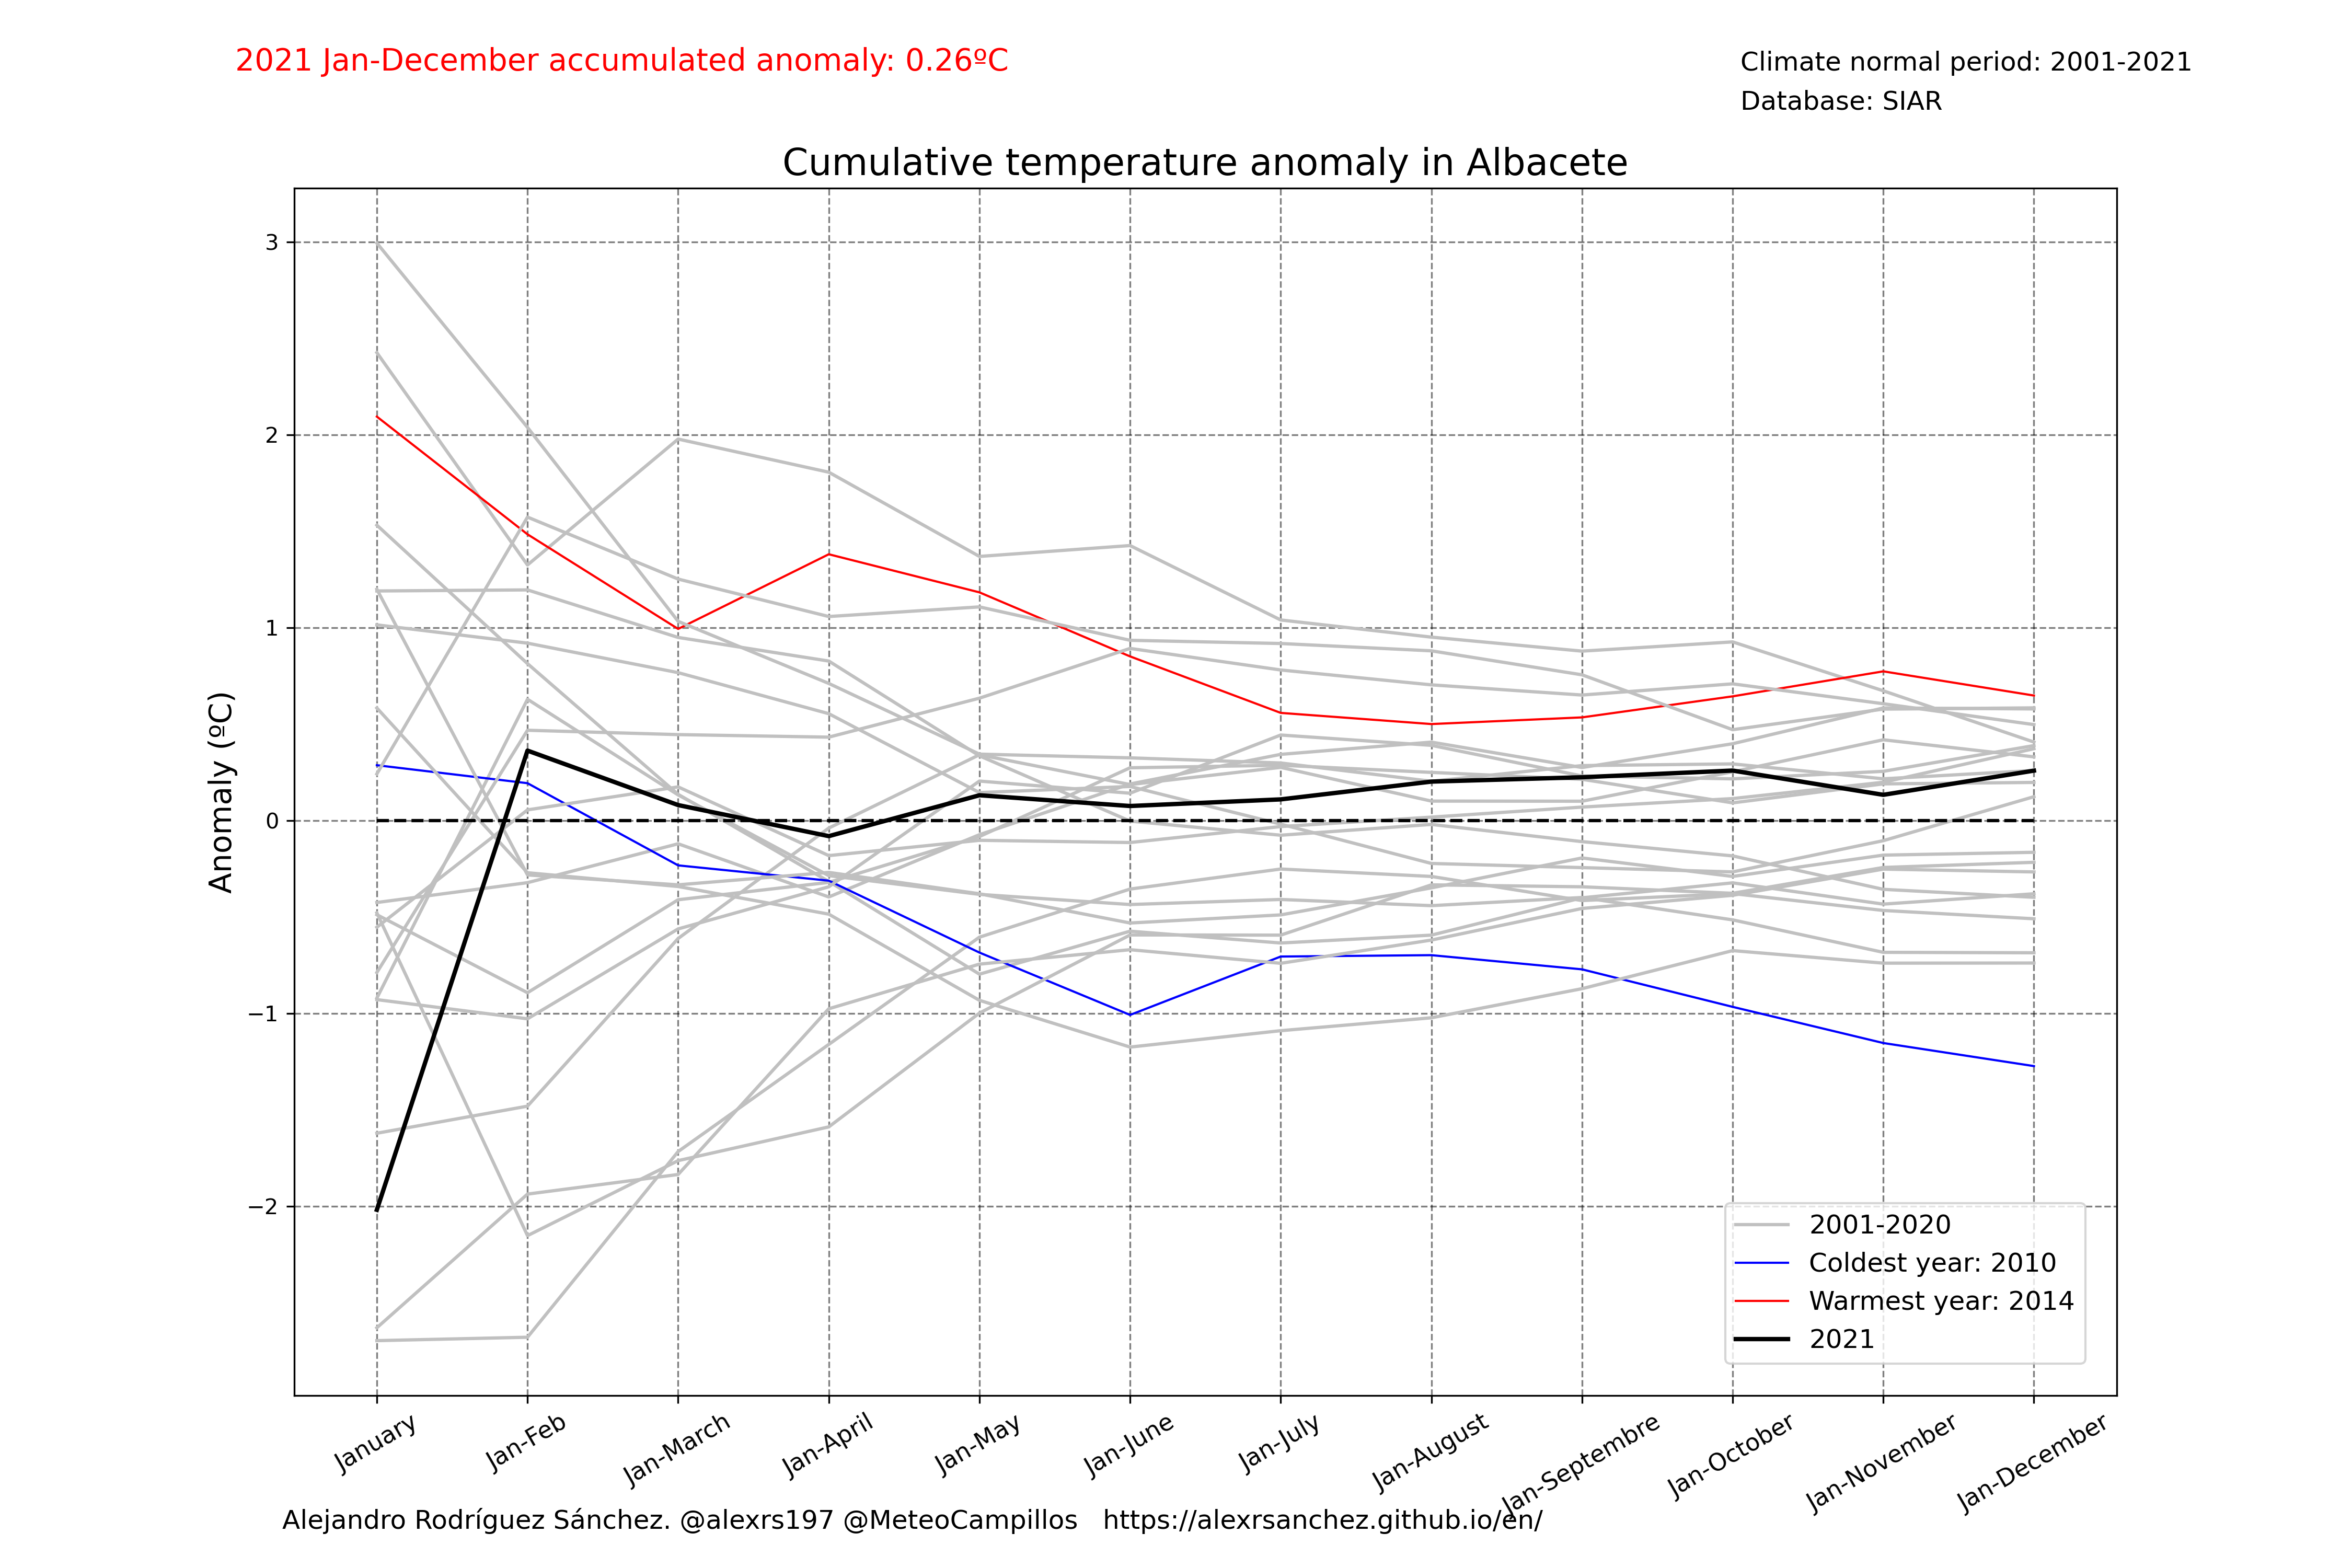 2021 Jan-December accumulated anomaly: 0.26ºC
Climate normal period: 2001-2021
Database: SIAR
Cumulative temperature anomaly in Albacete
Anomaly (ºC)
3
2
1
0
−1
−2
2001-2020
Coldest year: 2010
Warmest year: 2014
2021
January
Jan-Feb
Jan-March
Jan-April
Jan-May
Jan-June
Jan-July
Jan-August
Jan-Septembre
Jan-October
Jan-November
Jan-December
Alejandro Rodríguez Sánchez. @alexrs197 @MeteoCampillos https://alexrsanchez.github.io/en/